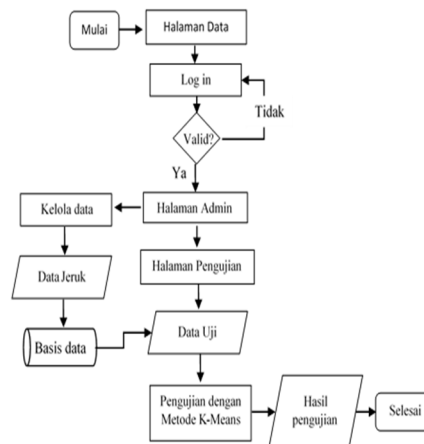 Mulai
Halaman Data
Log in
Tidak
Valid?
Ya
Kelola data
Halaman Admin
Data Jeruk
Halaman Pengujian
Basis data
Data Uji
Pengujian dengan
Metode K-Means
Hasil
pengujian
Selesai